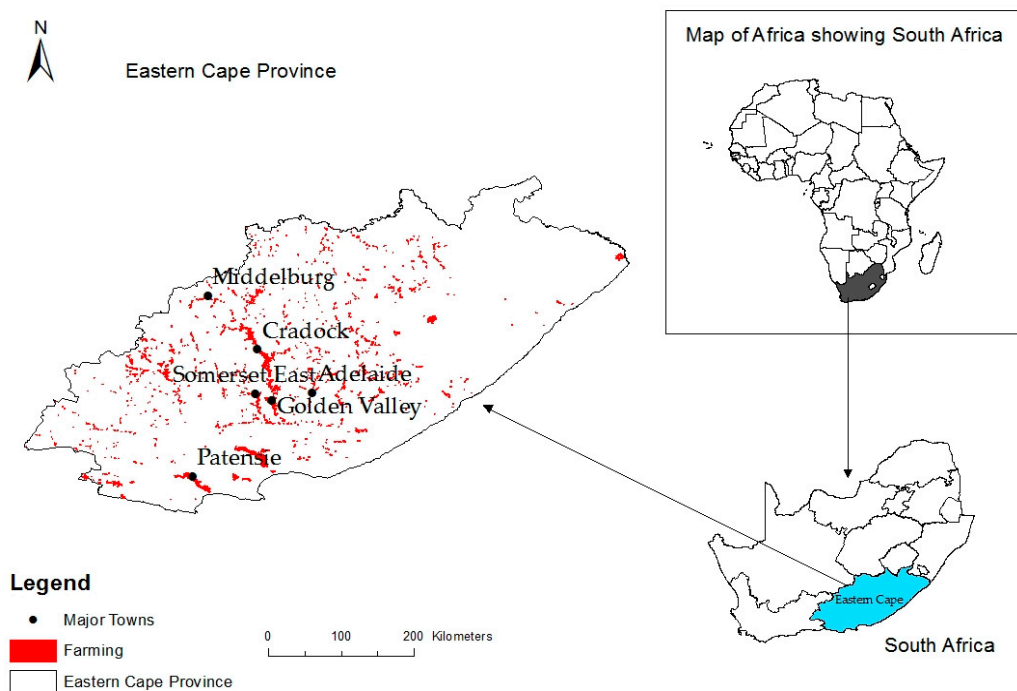 N
Eastern Cape Province
Map of Africa showing South Africa
Middelburg
Cradock
Somerset East
Adelaide
Golden Valley
Patensie
Eastern Cape
South Africa
Legend
Major Towns
Farming
Eastern Cape Province
0 100 200 Kilometers